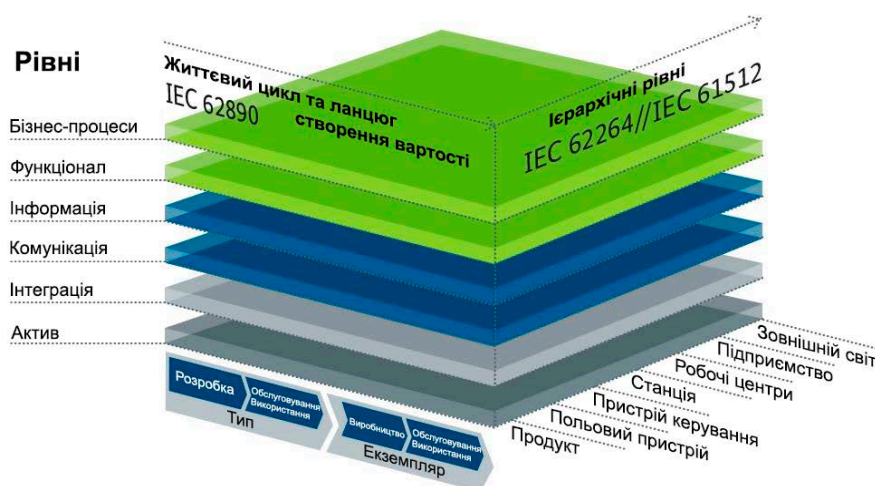 Рівні
Життєвий цикл та ланцюг
створення вартості
IEC 62890
Ієрархічні рівні
IEC 62264//IEC 61512
Бізнес-процеси
Функціонал
Інформація
Комунікація
Інтеграція
Актив
Розробка
Обслуговування
Використання
Тип
Виробництво
Обслуговування
Використання
Екземпляр
Зовнішній світ
Підприємство
Робочі центри
Станція
Пристрій керування
Польовий пристрій
Продукт